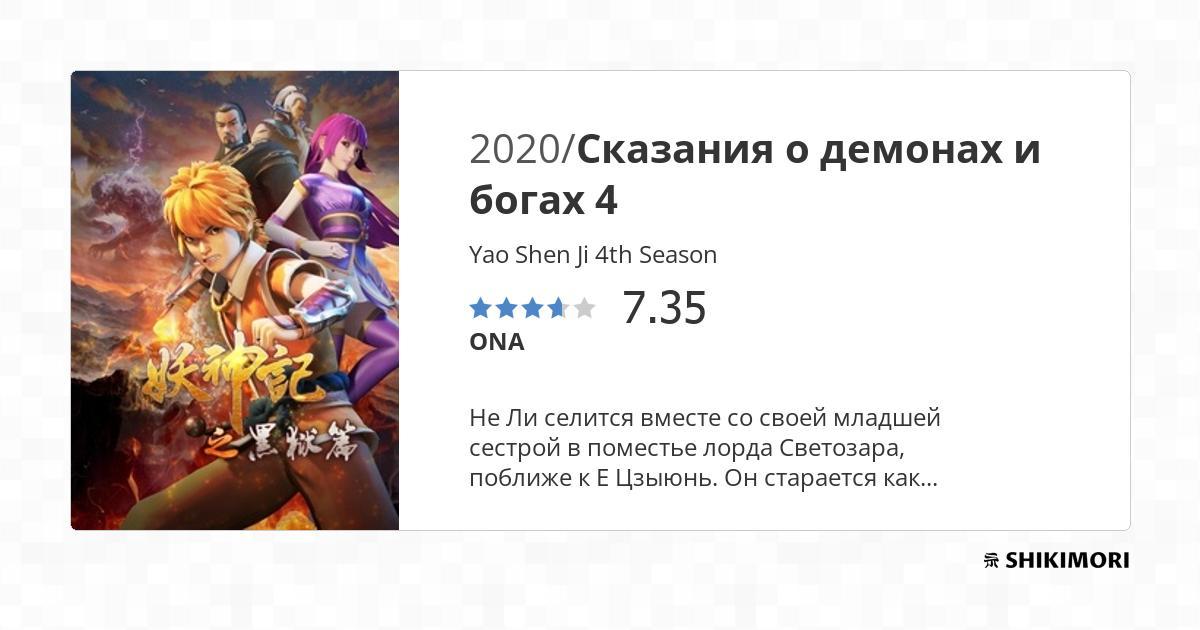 妖神記
之黑狱篇
2020/Сказания о демонах и
богах 4
Yao Shen Ji 4th Season
7.35
ONA
Не Ли селится вместе со своей младшей
сестрой в поместье лорда Светозара,
поближе к Е Цзыюнь. Он старается как...
SHIKIMORI